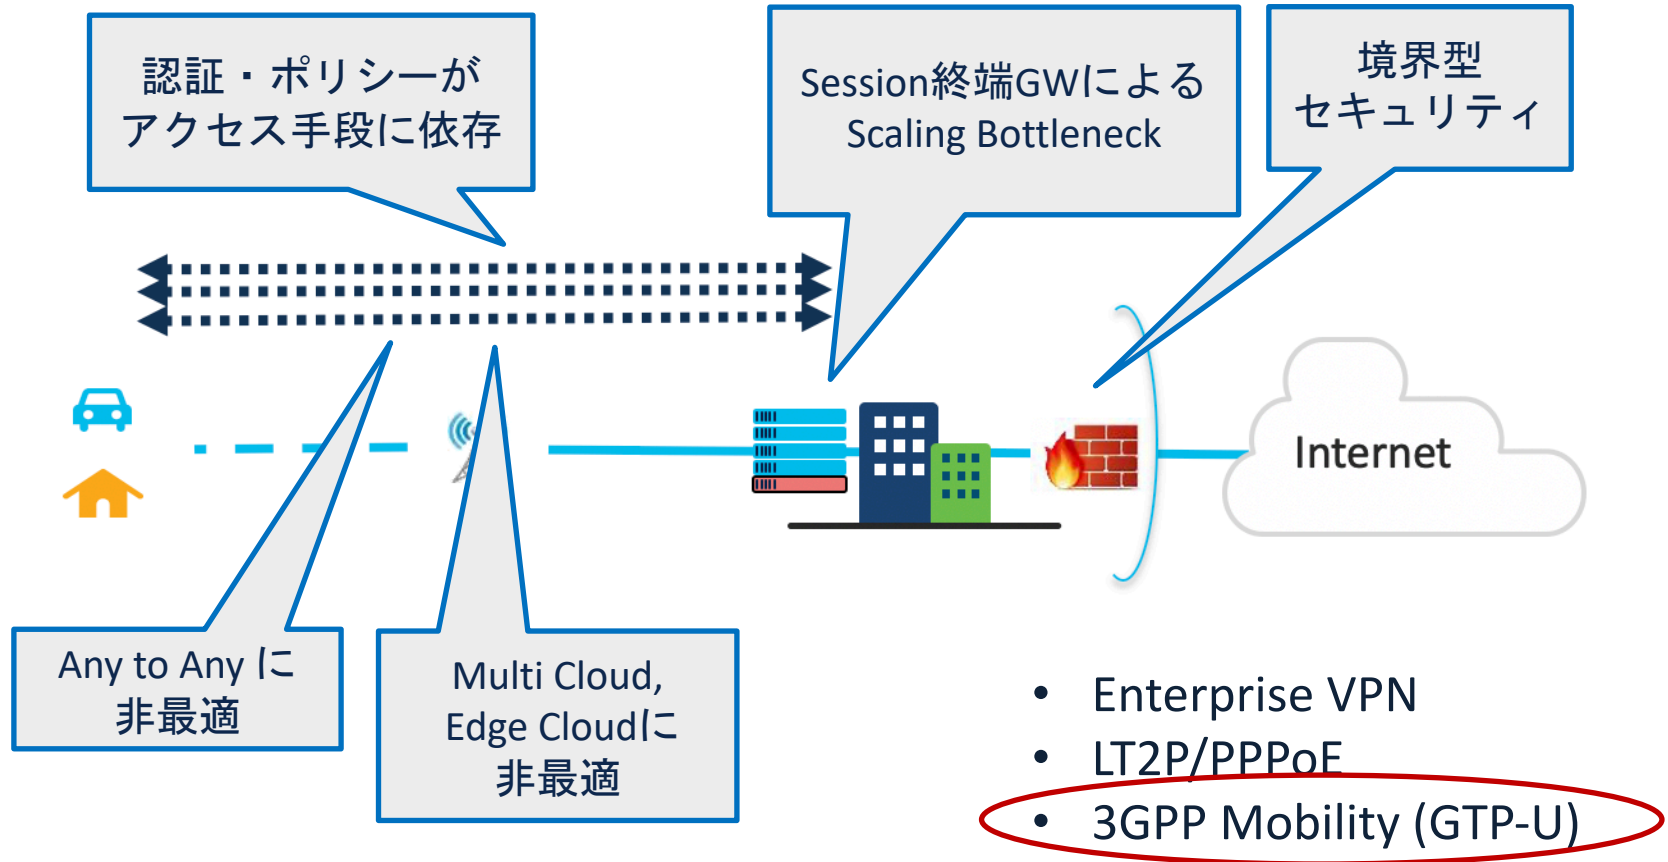 認証・ポリシーが
アクセス手段に依存
Session終端GWによる
Scaling Bottleneck
境界型
セキュリティ
Internet
Any to Any に
非最適
Multi Cloud,
Edge Cloudに
非最適
• Enterprise VPN
• LT2P/PPPoE
• 3GPP Mobility (GTP-U)